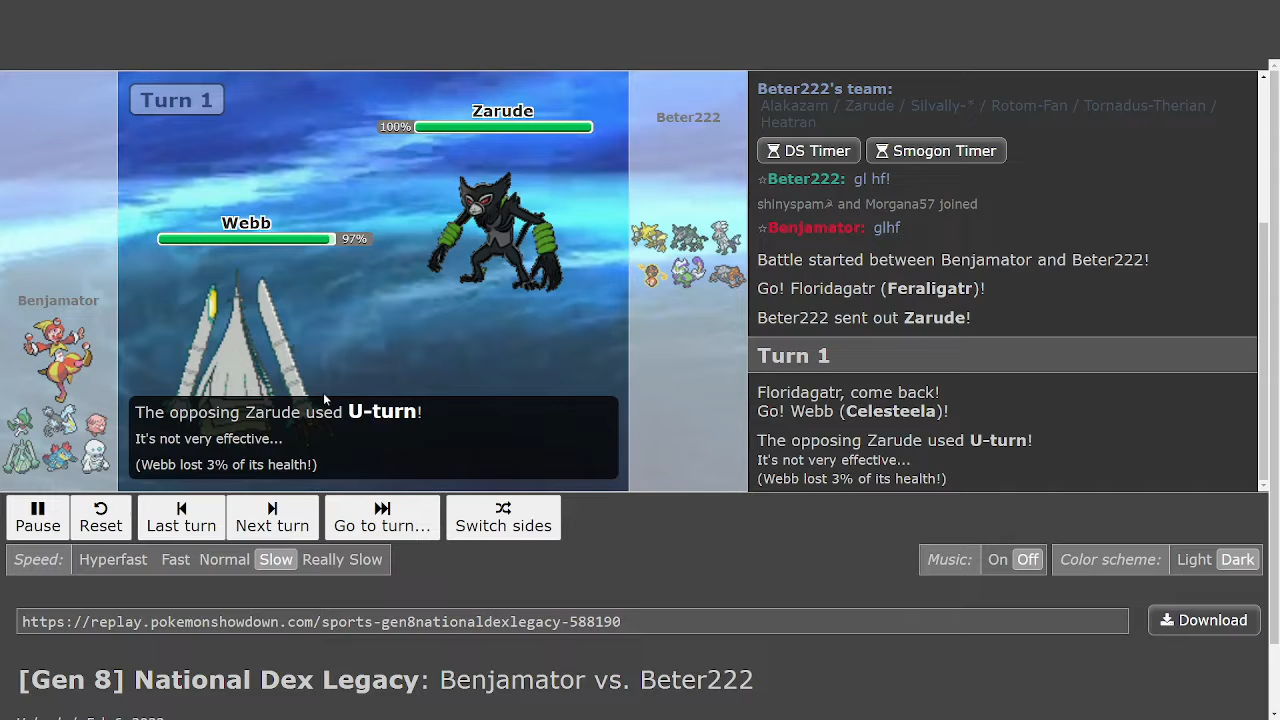 Turn 1
Zarude
100%
Webb
97%
The opposing Zarude used U-turn!
It's not very effective...
(Webb lost 3% of its health!)
Benjamator
Beter222
Beter222's team:
Alakazam / Zarude / Silvally-* / Rotom-Fan / Tornadus-Therian /
Heatran
DS Timer Smogon Timer
☆Beter222: gl hf!
shinyspam☭ and Morgana57 joined
☆Benjamator: glhf
Battle started between Benjamator and Beter222!
Go! Floridagatr (Feraligatr)!
Beter222 sent out Zarude!
Turn 1
Floridagatr, come back!
Go! Webb (Celesteela)!
The opposing Zarude used U-turn!
It's not very effective...
(Webb lost 3% of its health!)
Pause Reset Last turn Next turn Go to turn... Switch sides
Speed: Hyperfast Fast Normal Slow Really Slow Music: On Off Color scheme: Light Dark
https://replay.pokemonshowdown.com/sports-gen8nationaldexlegacy-588190 Download
[Gen 8] National Dex Legacy: Benjamator vs. Beter222